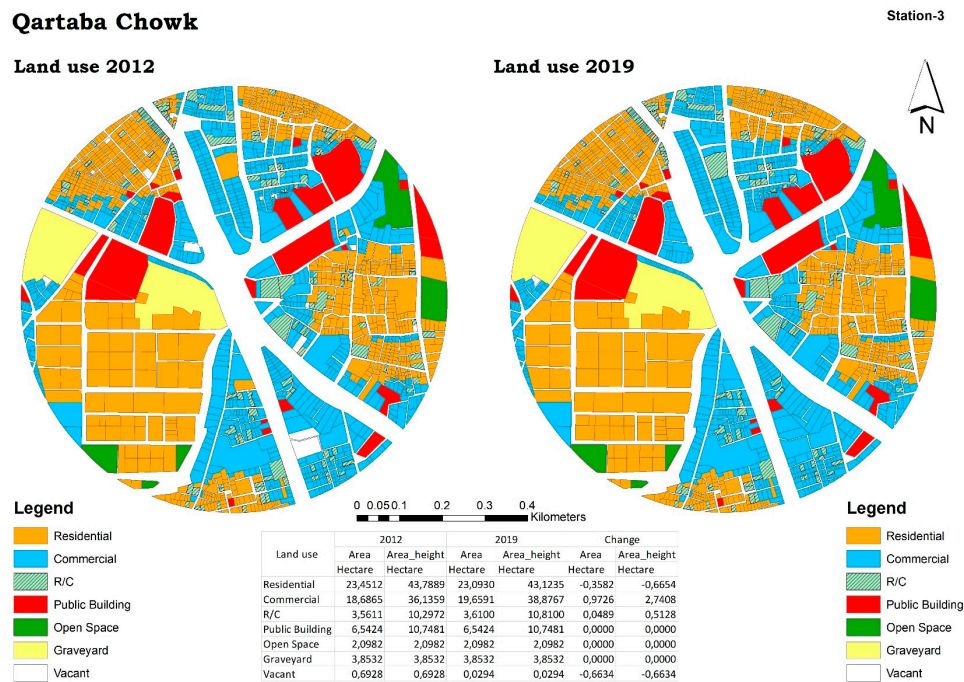 Qartaba Chowk
Station-3
Land use 2012
Land use 2019
N
Legend
Residential
Commercial
R/C
Public Building
Open Space
Graveyard
Vacant
0 0.050.1 0.2 0.3 0.4
Kilometers
Land use 2012 2019 Change
Area Area_height Area Area_height Area Area_height
Hectare Hectare Hectare Hectare Hectare Hectare
Residential 23,4512 43,7889 23,0930 43,1235 -0,3582 -0,6654
Commercial 18,6865 36,1359 19,6591 38,8767 0,9726 2,7408
R/C 3,5611 10,2972 3,6100 10,8100 0,0489 0,5128
Public Building 6,5424 10,7481 6,5424 10,7481 0,0000 0,0000
Open Space 2,0982 2,0982 2,0982 2,0982 0,0000 0,0000
Graveyard 3,8532 3,8532 3,8532 3,8532 0,0000 0,0000
Vacant 0,6928 0,6928 0,0294 0,0294 -0,6634 -0,6634
Legend
Residential
Commercial
R/C
Public Building
Open Space
Graveyard
Vacant